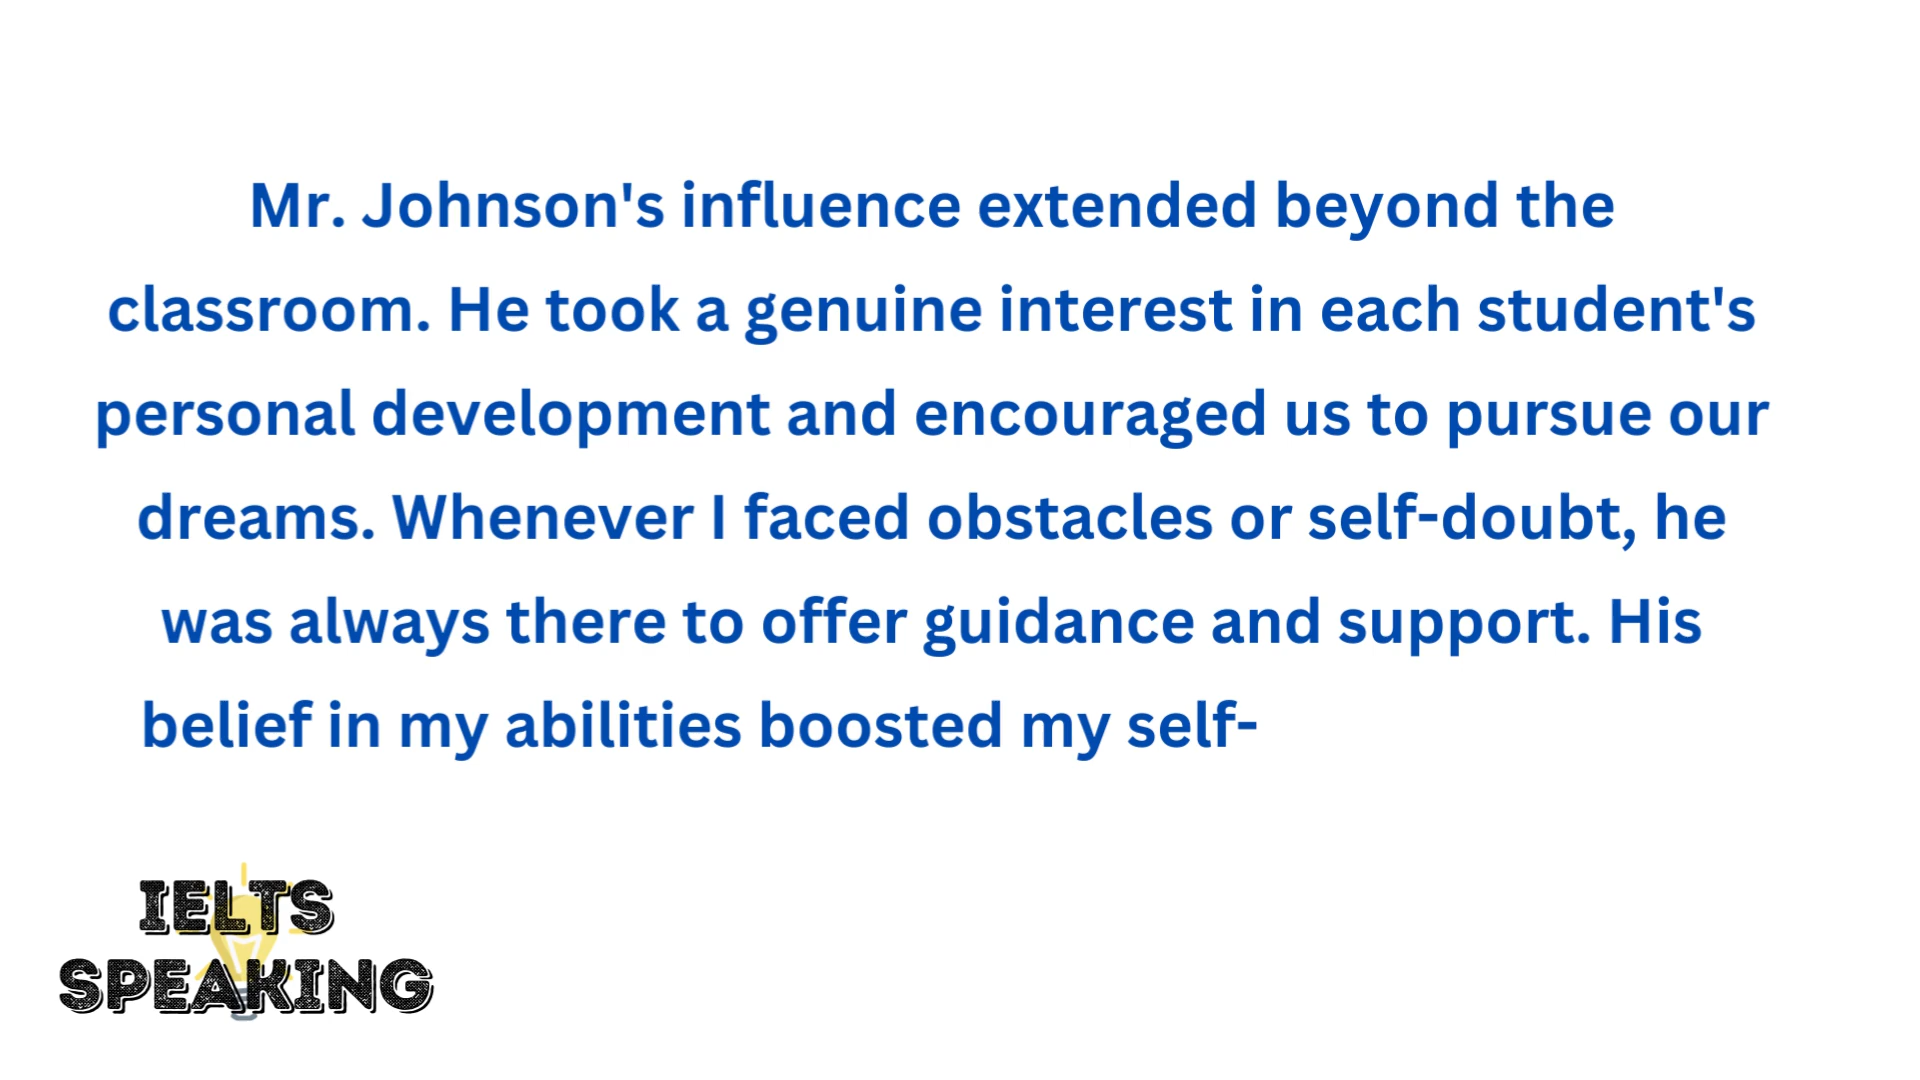 Mr. Johnson's influence extended beyond the
classroom. He took a genuine interest in each student's
personal development and encouraged us to pursue our
dreams. Whenever I faced obstacles or self-doubt, he
was always there to offer guidance and support. His
belief in my abilities boosted my self-
IELTS
SPEAKING